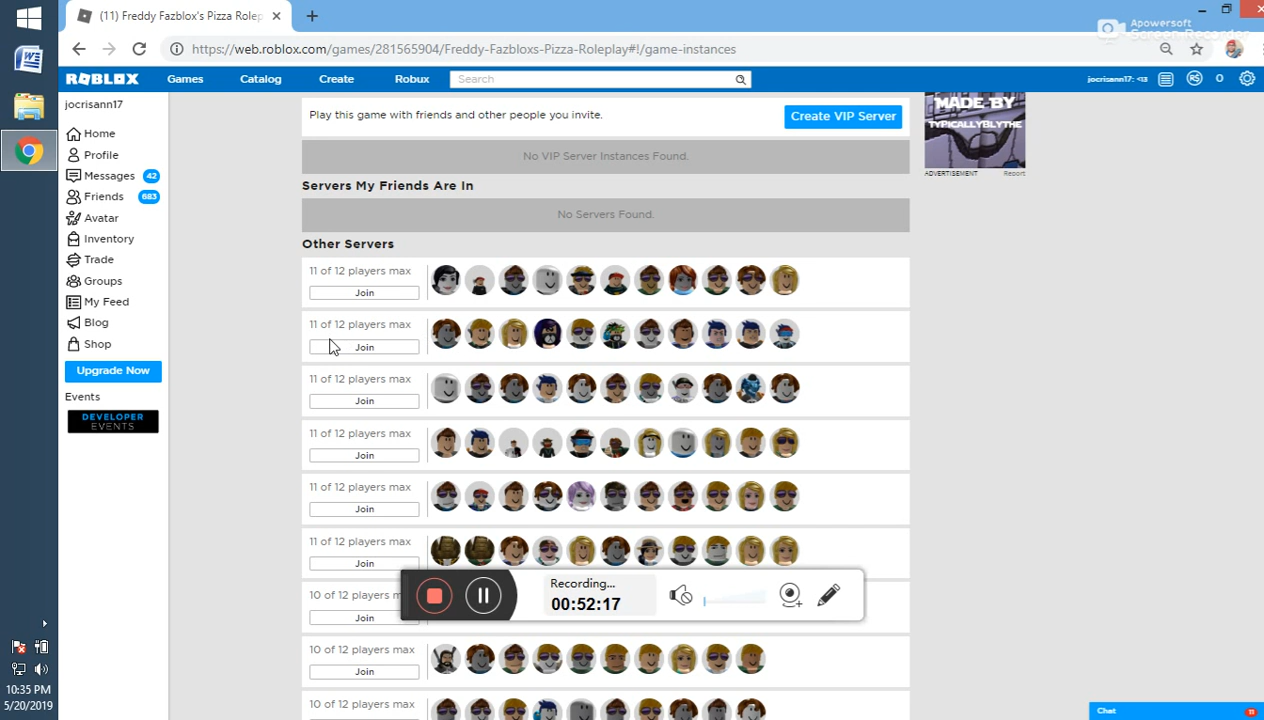 (11) Freddy Fazblox's Pizza Rolep
Apowersoft
Screen Recorder
https://web.roblox.com/games/281565904/Freddy-Fazbloxs-Pizza-Roleplay#!/game-instances
ROBLOX
Games
Catalog
Create
Robux
Search
jocrisann17: <13
0
jocrisann17
Home
Profile
Messages 42
Friends 683
Avatar
Inventory
Trade
Groups
My Feed
Blog
Shop
Upgrade Now
Events
DEVELOPER
EVENTS
Play this game with friends and other people you invite.
Create VIP Server
No VIP Server Instances Found.
Servers My Friends Are In
No Servers Found.
Other Servers
11 of 12 players max
Join
11 of 12 players max
Join
11 of 12 players max
Join
11 of 12 players max
Join
11 of 12 players max
Join
11 of 12 players max
Join
10 of 12 players
Join
10 of 12 players max
Join
10 of 12 players max
MADE BY
TYPICALLYBLYTHE
ADVERTISEMENT
Report
Recording...
00:52:17
10:35 PM
5/20/2019
Chat
11